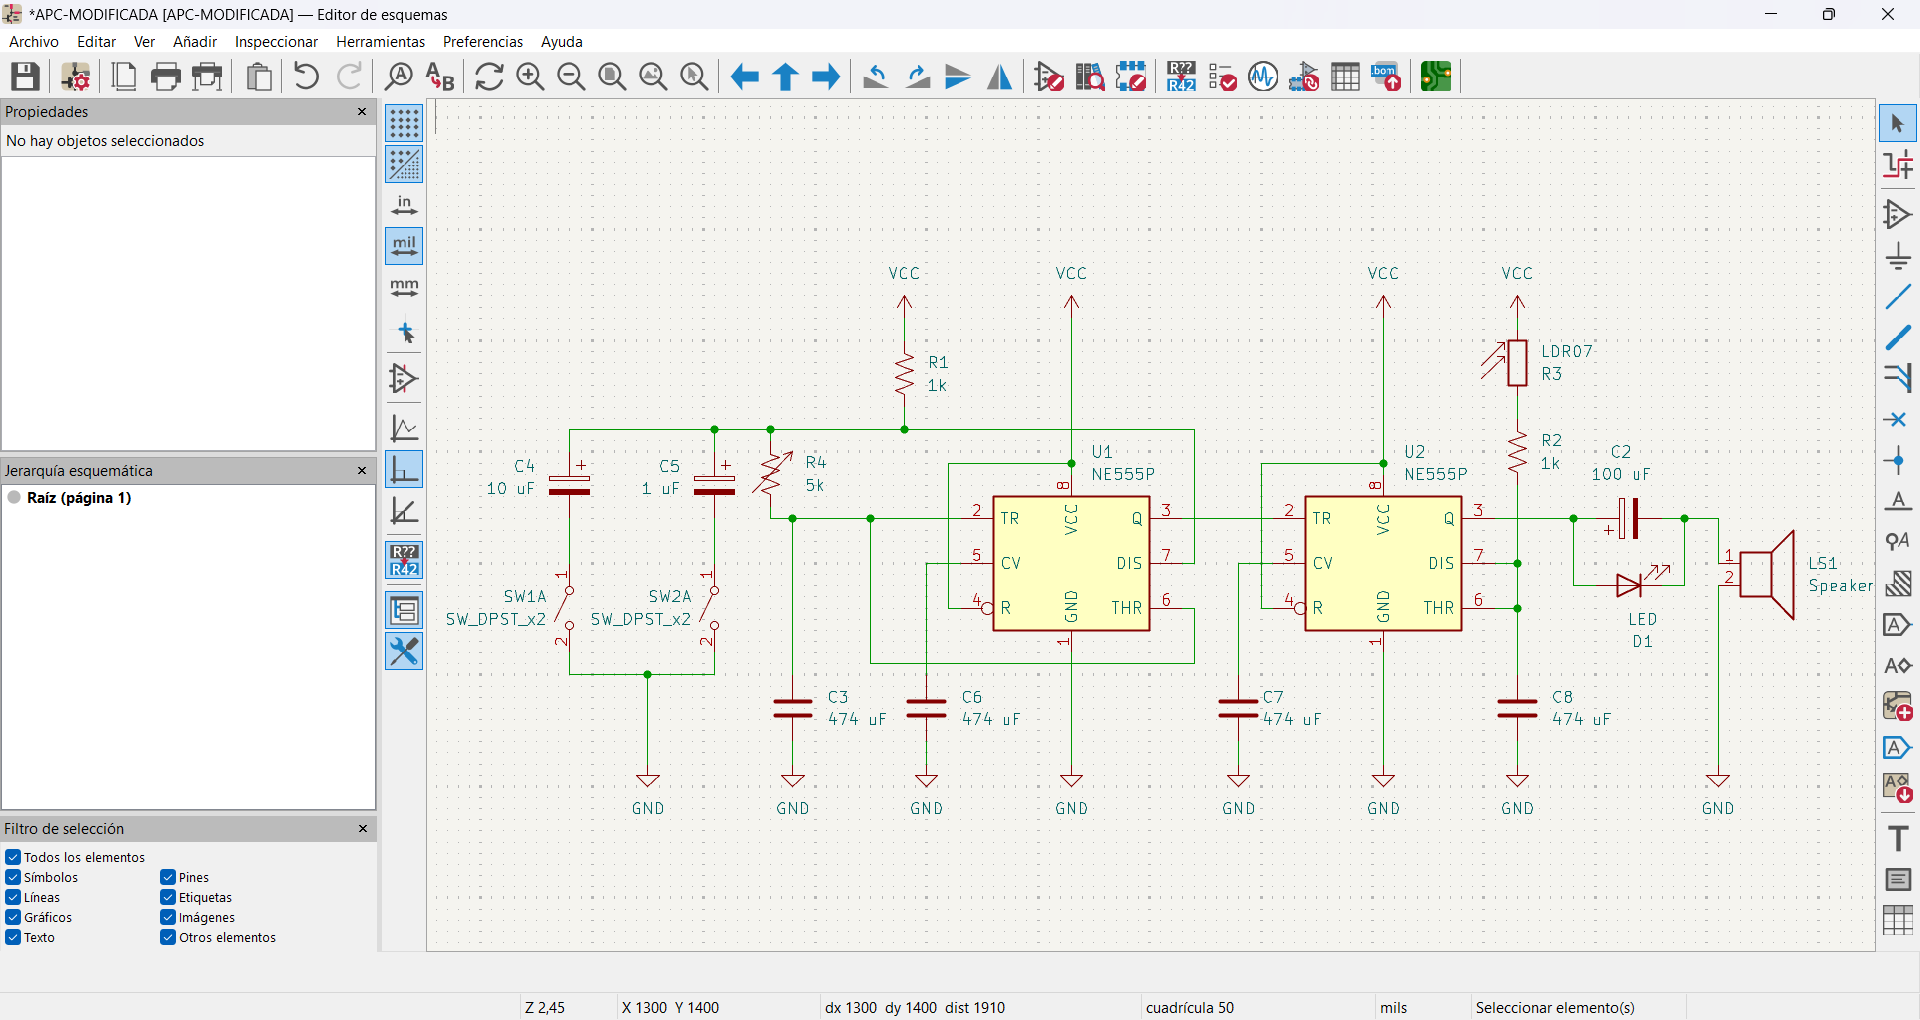 *APC-MODIFICADA [APC-MODIFICADA] — Editor de esquemas
Archivo Editar Ver Añadir Inspeccionar Herramientas Preferencias Ayuda
A
B
R??
R42
.bom
Propiedades
No hay objetos seleccionados
in
mil
mm
R??
R42
Jerarquía esquemática
Raíz (página 1)
Filtro de selección
Todos los elementos
Símbolos Pines
Líneas Etiquetas
Gráficos Imágenes
Texto Otros elementos
VCC VCC VCC VCC
R1
1k
LDR07
R3
R2
1k
C4
10 uF
C5
1 uF
R4
5k
U1
NE555P
U2
NE555P
C2
100 uF
2 TR VCC 8 Q 3
5 CV DIS 7
4 R GND 1 THR 6
2 TR VCC 8 Q 3
5 CV DIS 7
4 R GND 1 THR 6
1
2
LS1
Speaker
SW1A
SW_DPST_x2
1
2
SW2A
SW_DPST_x2
1
2
LED
D1
C3
474 uF
C6
474 uF
C7
474 uF
C8
474 uF
GND GND GND GND GND GND GND GND
Z 2,45 X 1300 Y 1400 dx 1300 dy 1400 dist 1910 cuadrícula 50 mils Seleccionar elemento(s)